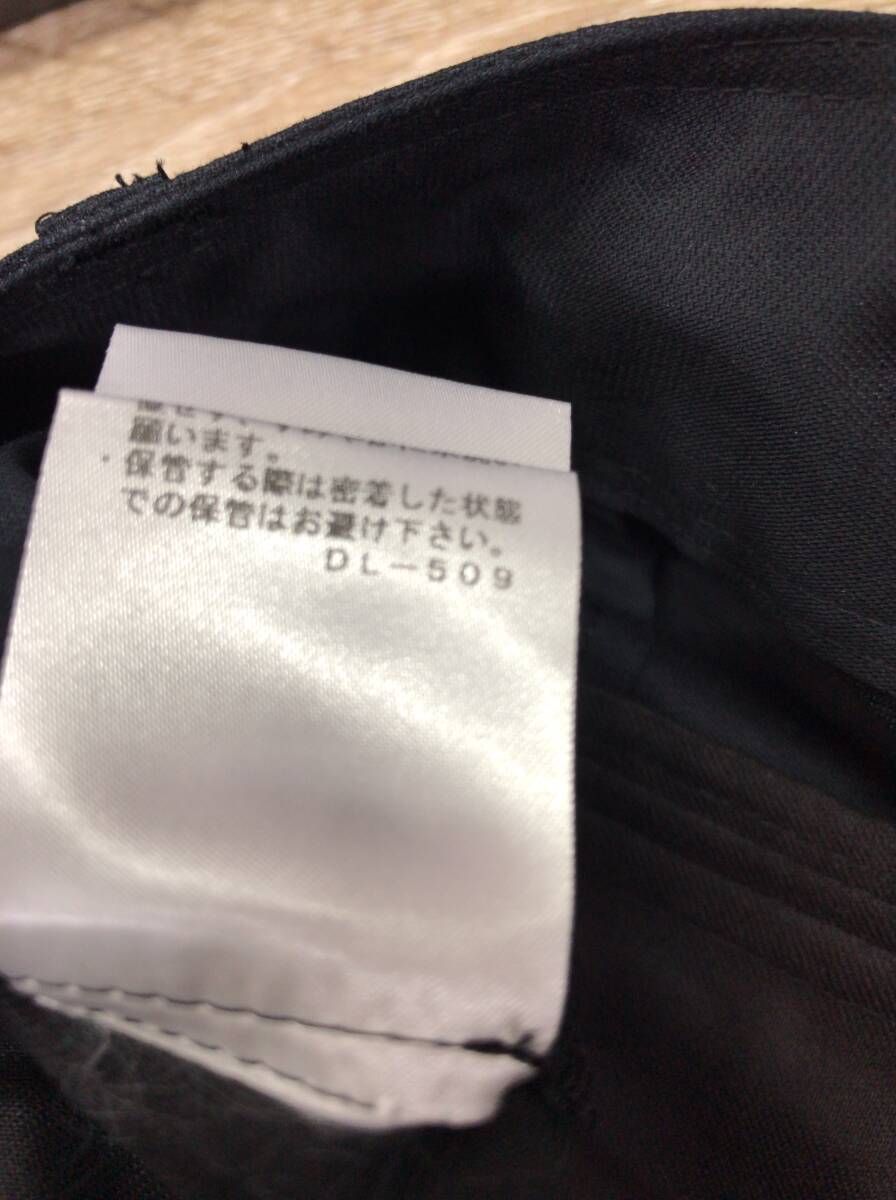 願います。
・保管する際は密着した状態
での保管はお避け下さい。
DL-509